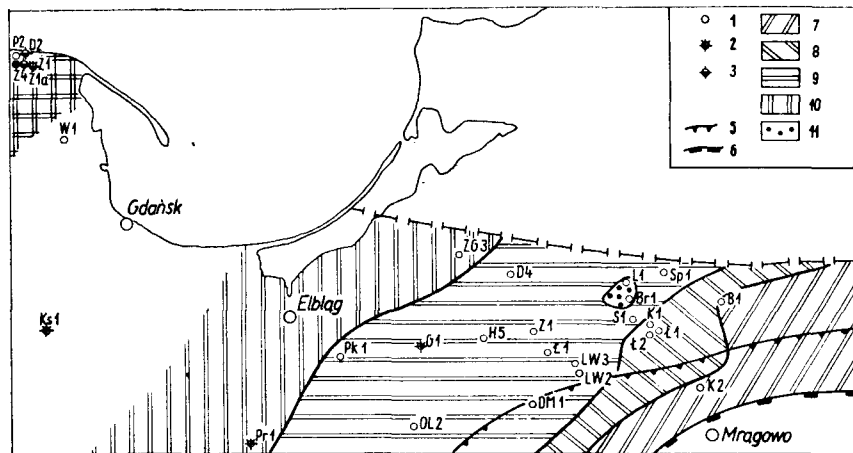 P2 D2
Z4 Z1
Z1a
W1
Gdańsk
Ks1
Elbląg
ZG3
D4
L1
Sp1
Br1
B1
S1
K1
Ł1
Ł2
Z1
H5
G1
Pk1
Ł1
LW3
LW2
K2
DM1
OL2
Pr1
Mrągowo
1 7
2 8
3 9
10
5 11
6